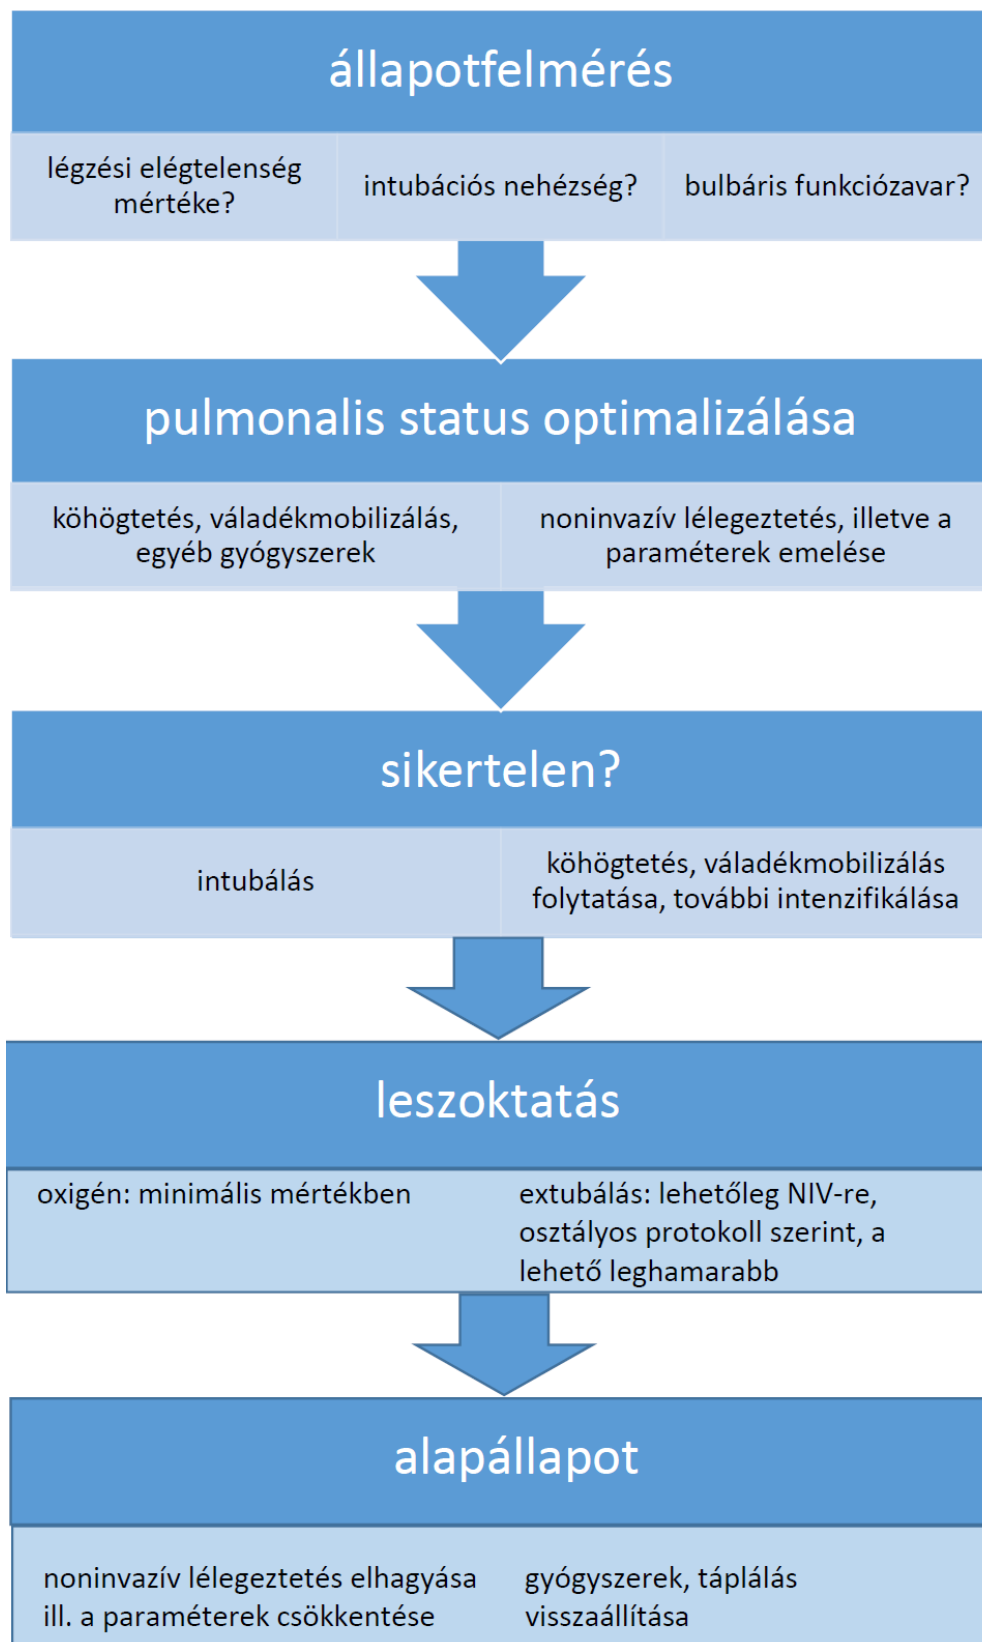 állapotfelmérés
légzési elégtelenség
mértéke?
intubációs nehézség?
bulbáris funkciózavar?
pulmonalis status optimalizálása
köhögtetés, váladékmobilizálás,
egyéb gyógyszerek
noninvazív lélegeztetés, illetve a
paraméterek emelése
sikertelen?
intubálás
köhögtetés, váladékmobilizálás
folytatása, további intenzifikálása
leszoktatás
oxigén: minimális mértékben
extubálás: lehetőleg NIV-re,
osztályos protokoll szerint, a
lehető leghamarabb
alapállapot
noninvazív lélegeztetés elhagyása
ill. a paraméterek csökkentése
gyógyszerek, táplálás
visszaállítása